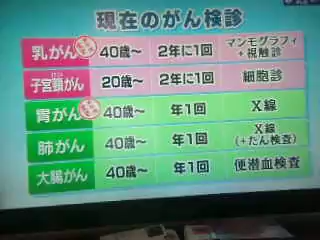 現在のがん検診
乳がん 40歳～ 2年に1回 マンモグラフィ
+視触診
子宮頸がん 20歳～ 2年に1回 細胞診
胃がん 40歳～ 年1回 X線
肺がん 40歳～ 年1回 X線
(+たん検査)
大腸がん 40歳～ 年1回 便潜血検査